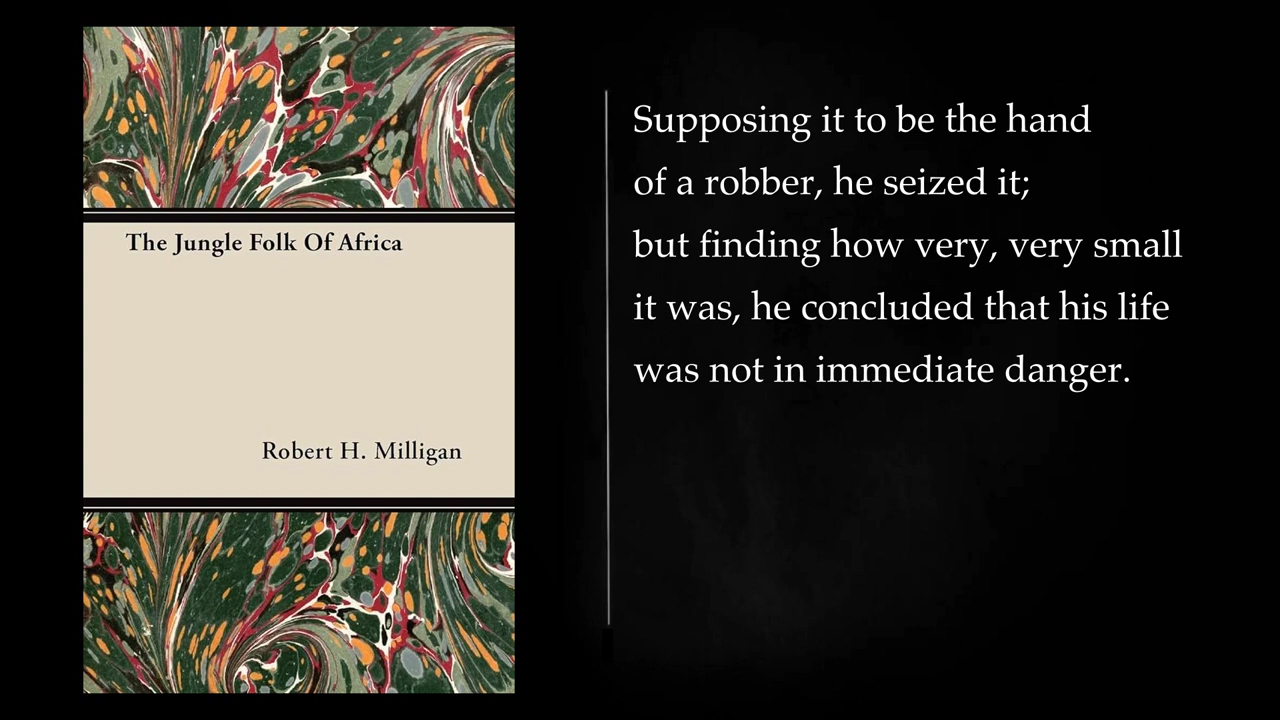 The Jungle Folk Of Africa
Robert H. Milligan
Supposing it to be the hand
of a robber, he seized it;
but finding how very, very small
it was, he concluded that his life
was not in immediate danger.